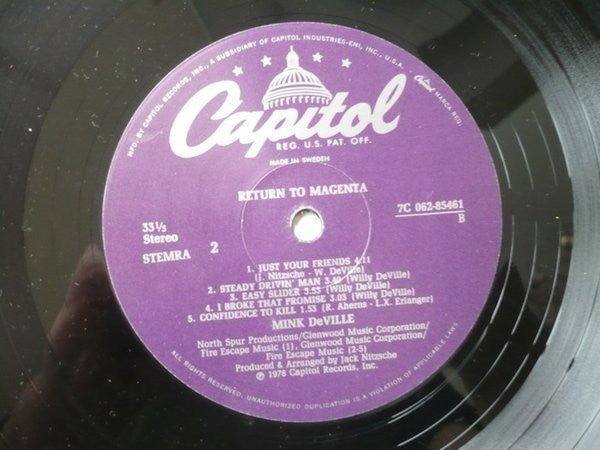 MFD. BY CAPITOL RECORDS, INC., A SUBSIDIARY OF CAPITOL INDUSTRIES-EMI, INC., U.S.A.
Capitol MARCA REG.
Capitol
REG. U.S. PAT. OFF.
MADE IN SWEDEN
RETURN TO MAGENTA
7C 062-85461
B
33⅓
Stereo
STEMRA 2
1. JUST YOUR FRIENDS 4.11
(J. Nitzsche - W. DeVille)
2. STEADY DRIVIN' MAN 3.42 (Willy DeVille)
3. EASY SLIDER 3.53 (Willy DeVille)
4. I BROKE THAT PROMISE 3.03 (Willy DeVille)
5. CONFIDENCE TO KILL 1.53 (R. Aherns - L.X. Erlanger)
MINK DeVILLE
North Spur Productions/Glenwood Music Corporation/
Fire Escape Music (1), Glenwood Music Corporation/
Fire Escape Music (2-5)
Produced & Arranged by Jack Nitzsche
℗ 1978 Capitol Records, Inc.
ALL RIGHTS RESERVED. UNAUTHORIZED DUPLICATION IS A VIOLATION OF APPLICABLE LAWS